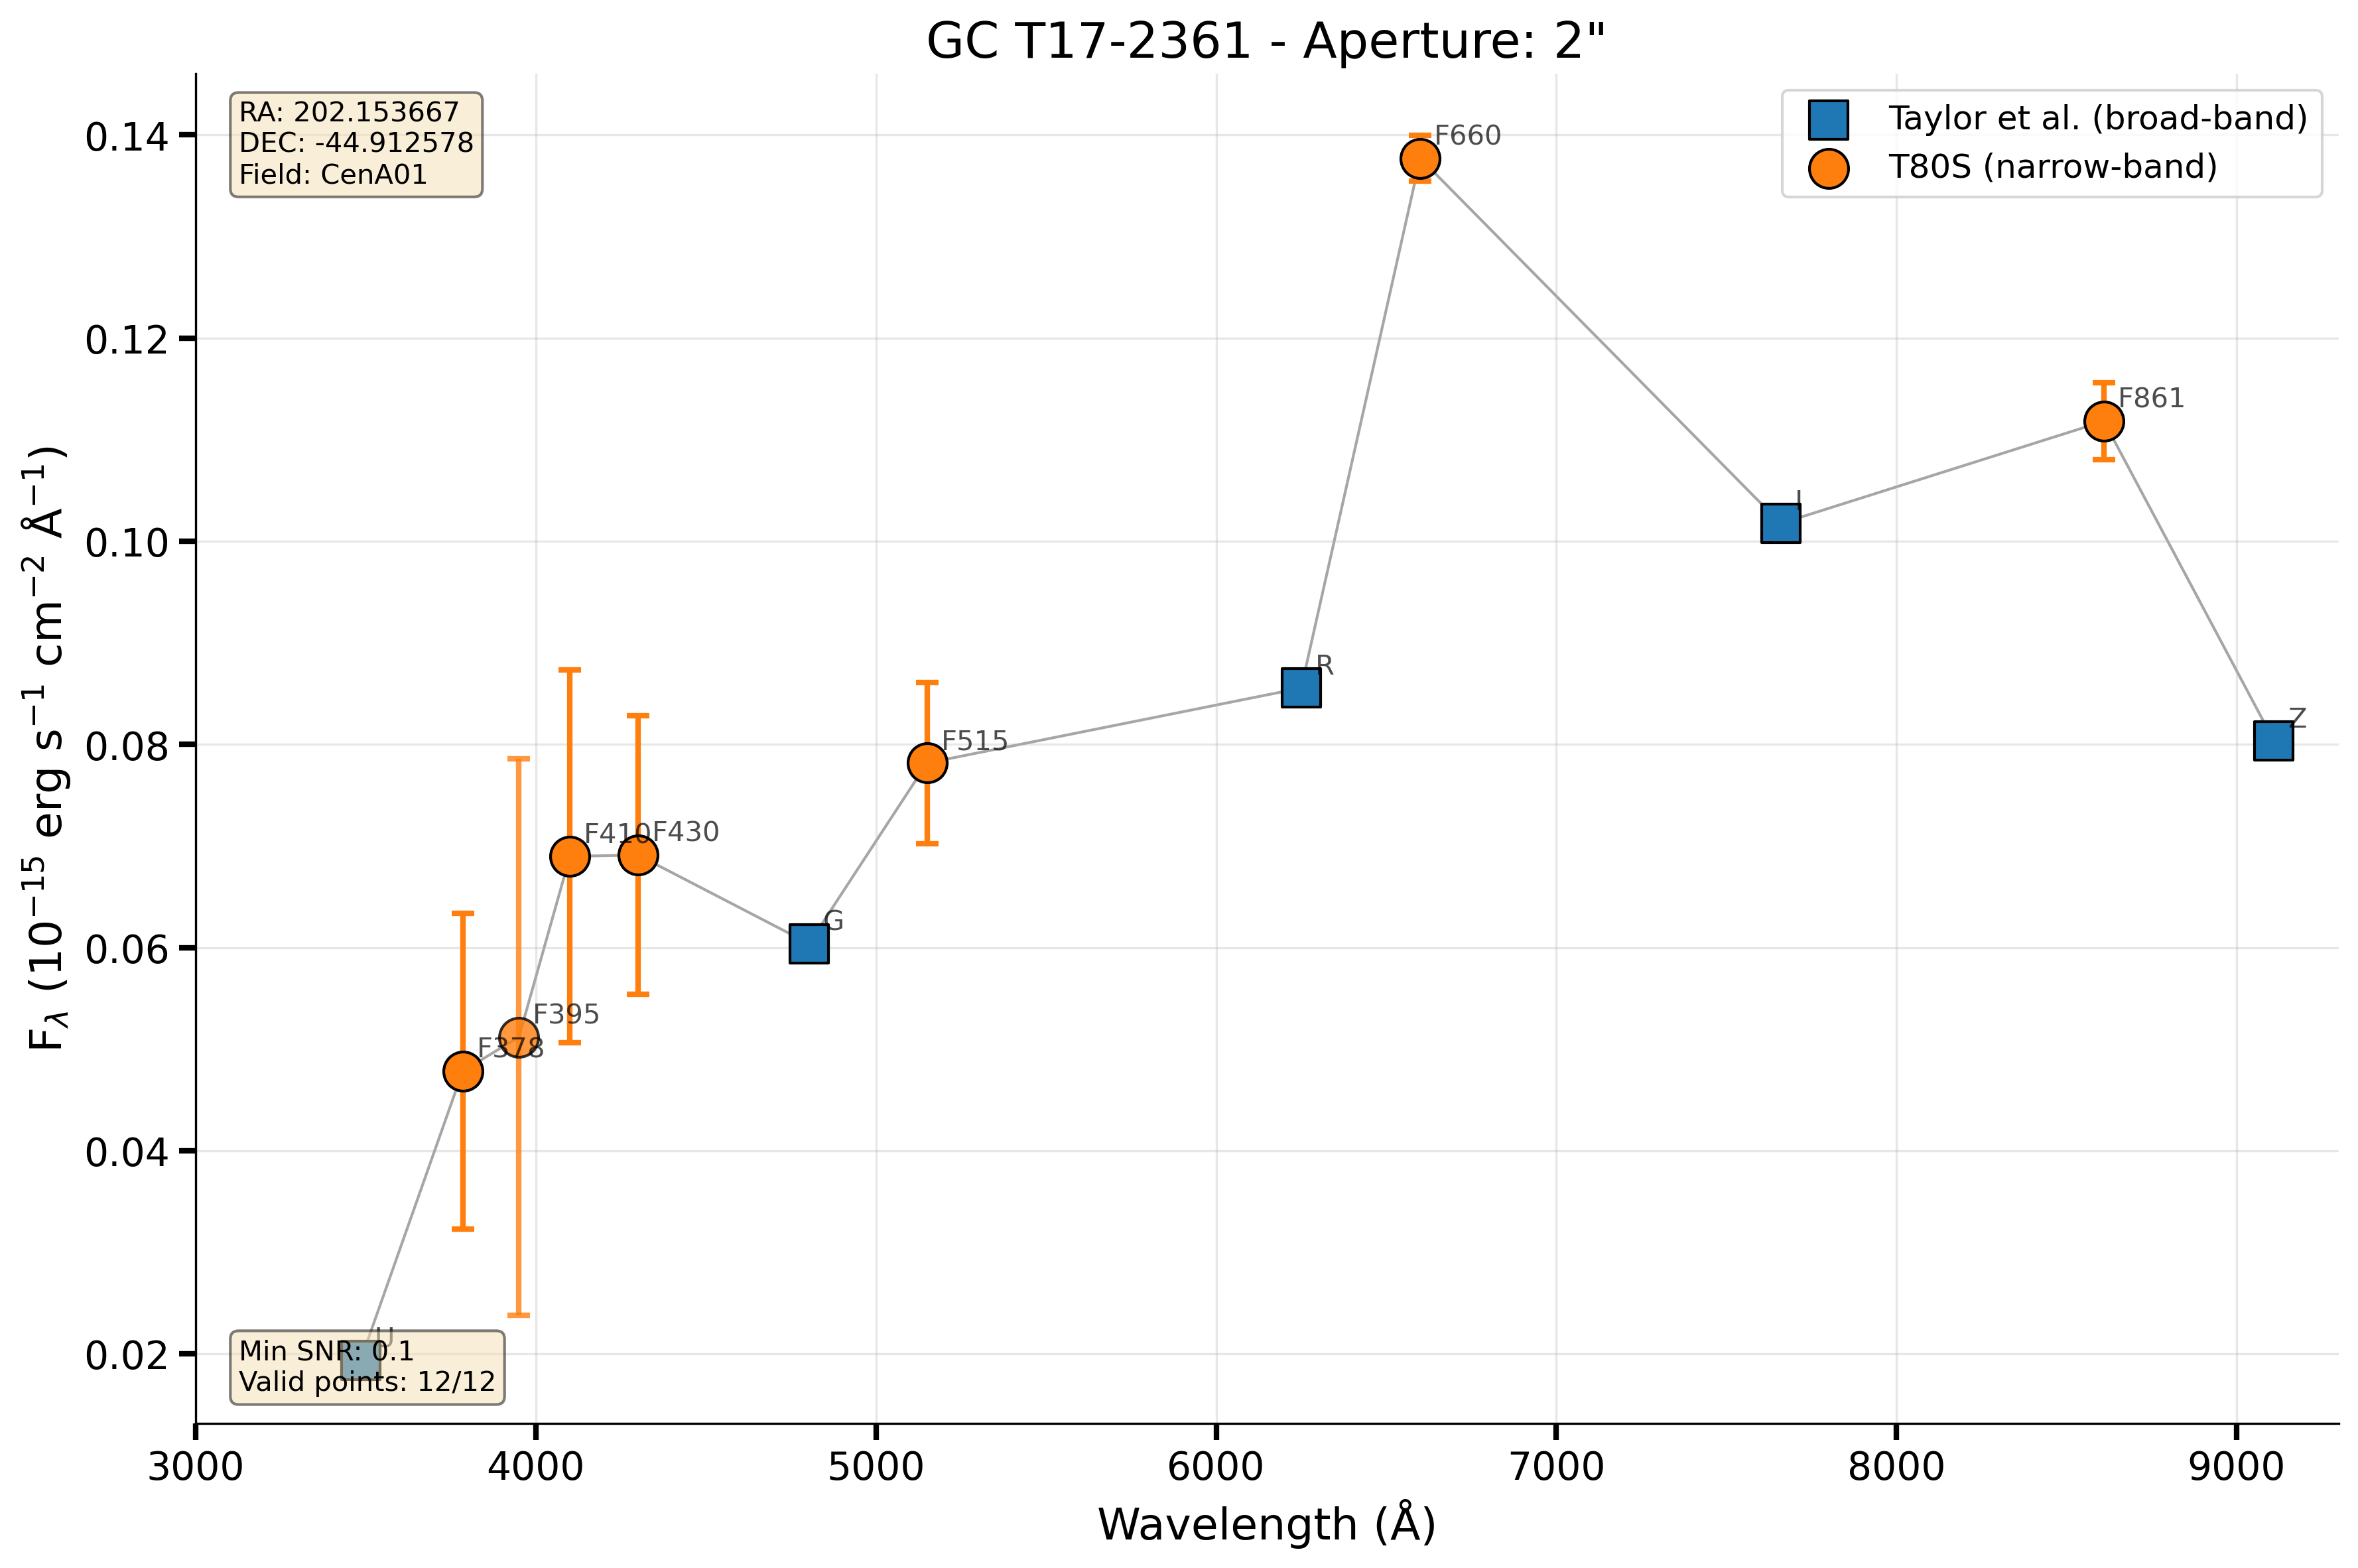 GC T17-2361 - Aperture: 2"
RA: 202.153667
DEC: -44.912578
Field: CenA01
Taylor et al. (broad-band)
T80S (narrow-band)
F660
F861
I
R
Z
F515
F410
F430
G
F395
F378
U
Min SNR: 0.1
Valid points: 12/12
0.14
0.12
0.10
0.08
0.06
0.04
0.02
F_λ (10⁻¹⁵ erg s⁻¹ cm⁻² Å⁻¹)
3000 4000 5000 6000 7000 8000 9000
Wavelength (Å)